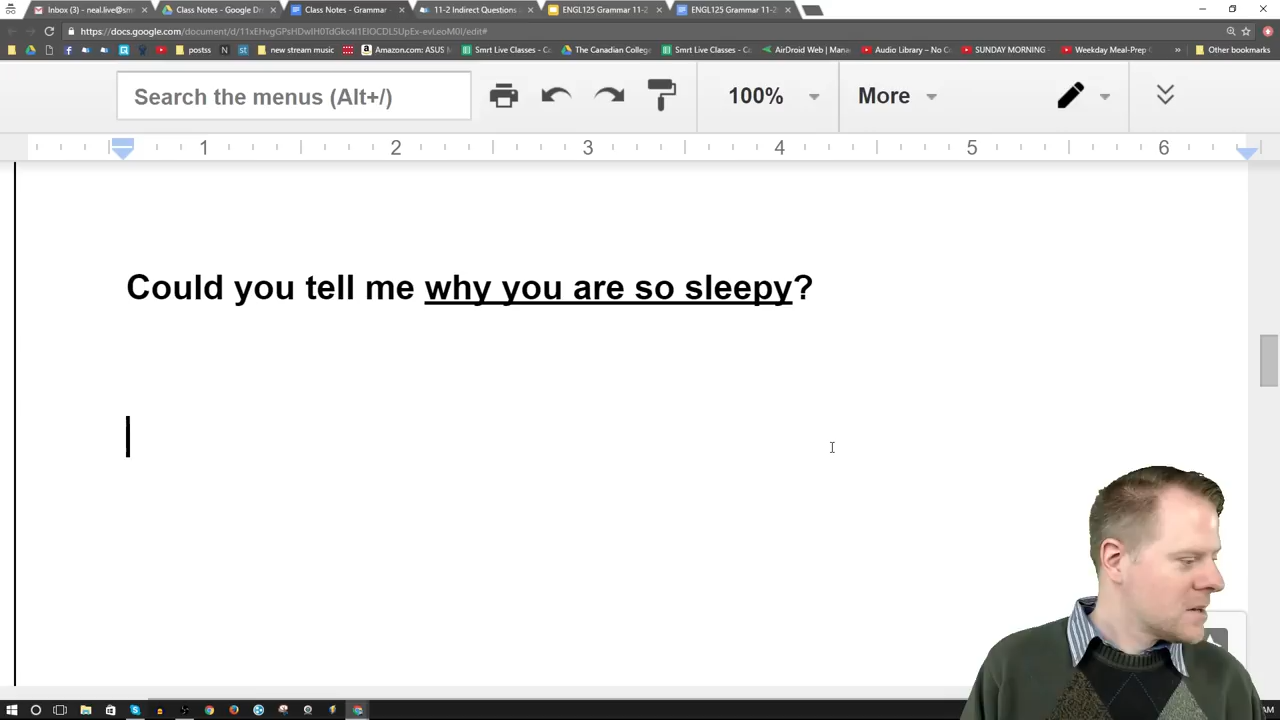 Inbox (3) - neal.live@sm
Class Notes - Google Dr
Class Notes - Grammar
11-2 Indirect Questions
ENGL125 Grammar 11-2
ENGL125 Grammar 11-2
https://docs.google.com/document/d/11xEHvgGPsHDwIH0TdGkc4I1EIOCDL5UpEx-evLeoM0I/edit#
postss
new stream music
Amazon.com: ASUS
Smrt Live Classes - Co
The Canadian Colleg
Smrt Live Classes - Co
AirDroid Web | Mana
Audio Library – No C
SUNDAY MORNING
Weekday Meal-Prep
Other bookmarks
Search the menus (Alt+/)
100%
More
1 2 3 4 5 6
Could you tell me why you are so sleepy?
AM